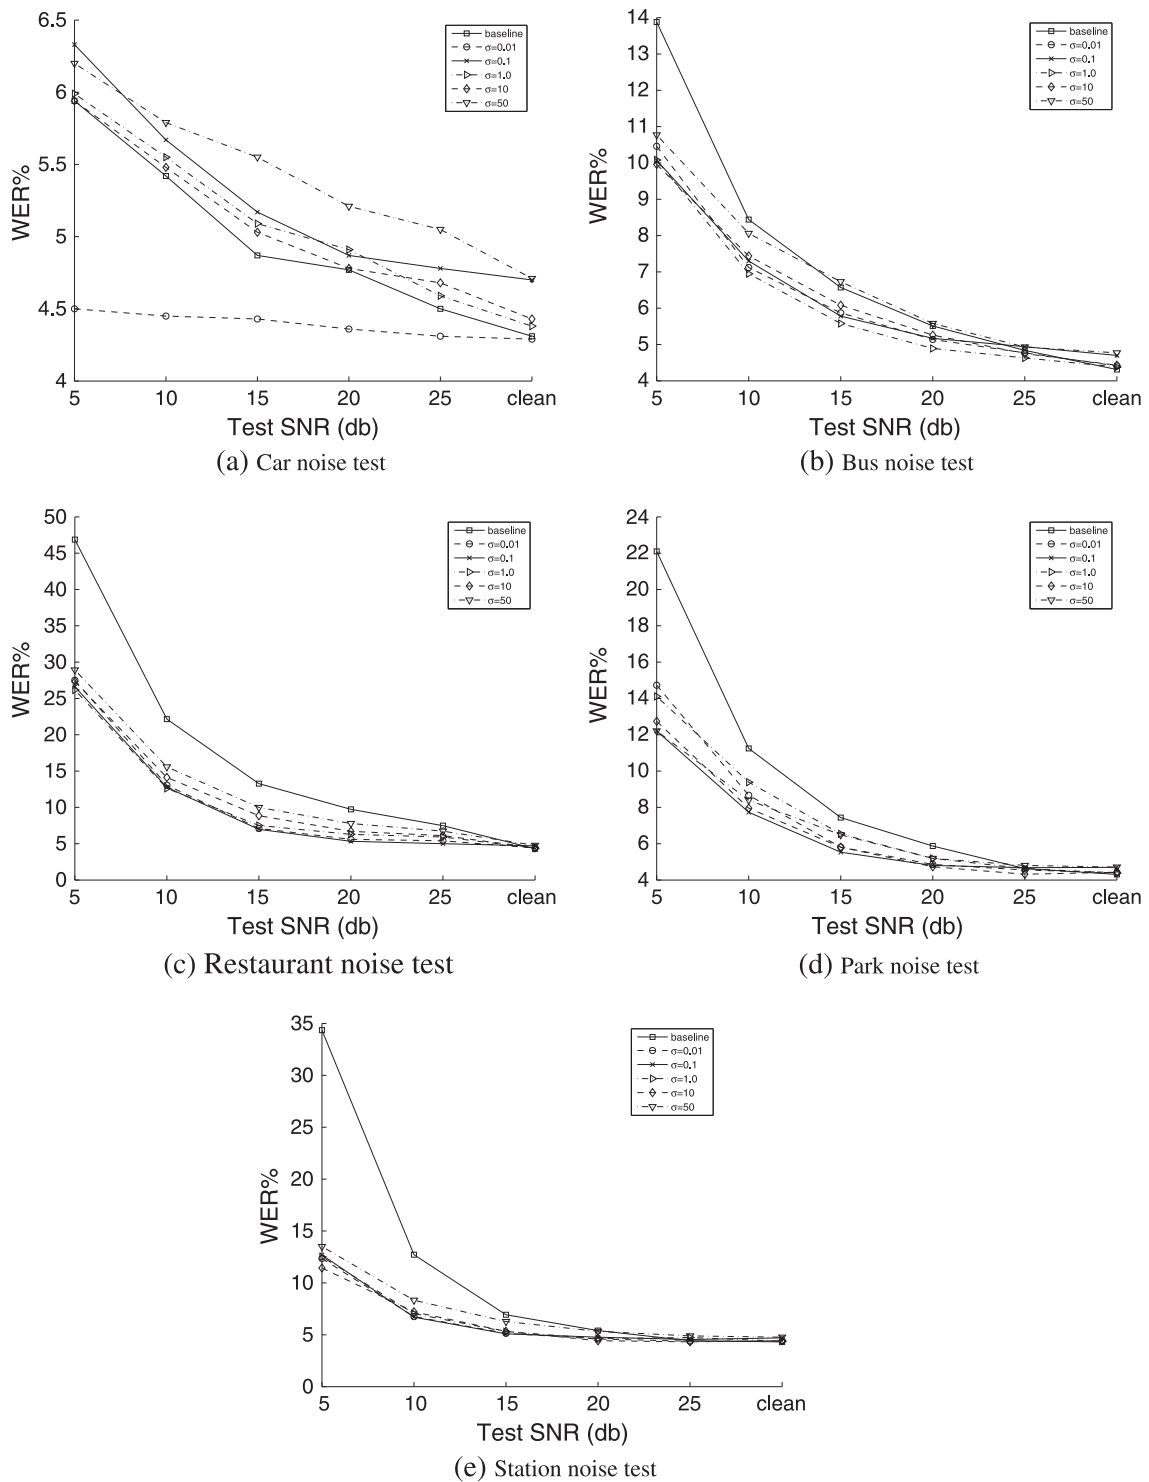 6.5
6
5.5
5
4.5
4
WER%
5 10 15 20 25 clean
Test SNR (db)
baseline
σ=0.01
σ=0.1
σ=1.0
σ=10
σ=50
(a) Car noise test
14
13
12
11
10
9
8
7
6
5
4
WER%
5 10 15 20 25 clean
Test SNR (db)
baseline
σ=0.01
σ=0.1
σ=1.0
σ=10
σ=50
(b) Bus noise test
50
45
40
35
30
25
20
15
10
5
0
WER%
5 10 15 20 25 clean
Test SNR (db)
baseline
σ=0.01
σ=0.1
σ=1.0
σ=10
σ=50
(c) Restaurant noise test
24
22
20
18
16
14
12
10
8
6
4
WER%
5 10 15 20 25 clean
Test SNR (db)
baseline
σ=0.01
σ=0.1
σ=1.0
σ=10
σ=50
(d) Park noise test
35
30
25
20
15
10
5
0
WER%
5 10 15 20 25 clean
Test SNR (db)
baseline
σ=0.01
σ=0.1
σ=1.0
σ=10
σ=50
(e) Station noise test